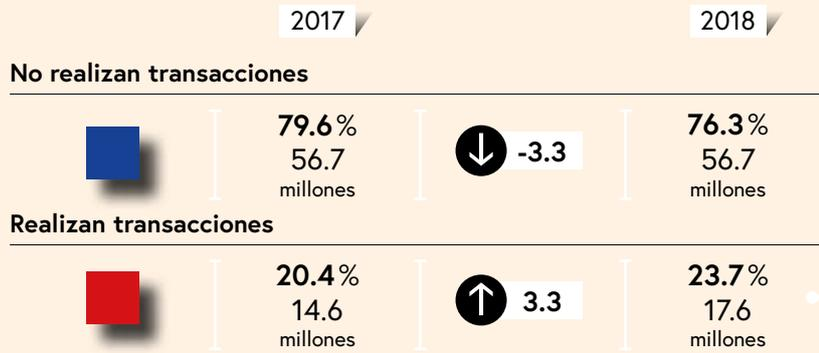 2017 2018
No realizan transacciones
79.6% -3.3 76.3%
56.7 56.7
millones millones
Realizan transacciones
20.4% 3.3 23.7%
14.6 17.6
millones millones